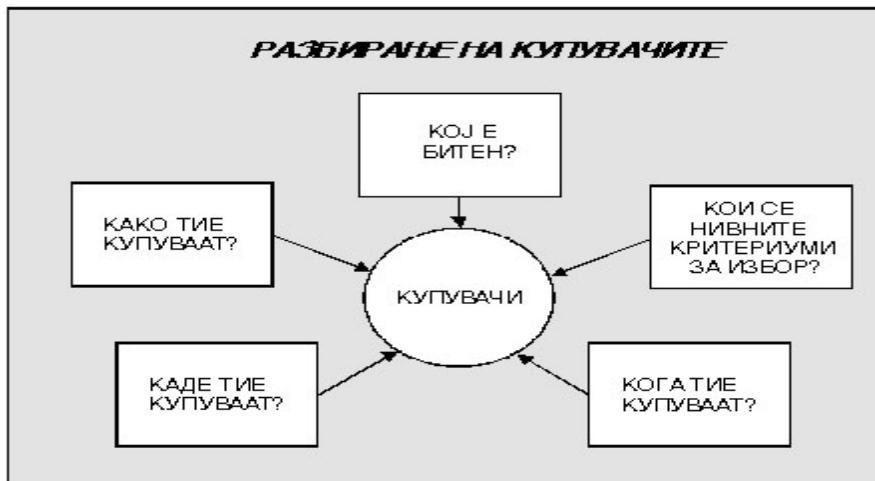 РАЗБИРАЊЕ НА КУПУВАЧИТЕ
КОЈ Е
БИТЕН?
КАКО ТИЕ
КУПУВААТ?
КОИ СЕ
НИВНИТЕ
КРИТЕРИУМИ
ЗА ИЗБОР?
КУПУВАЧИ
КАДЕ ТИЕ
КУПУВААТ?
КОГА ТИЕ
КУПУВААТ?